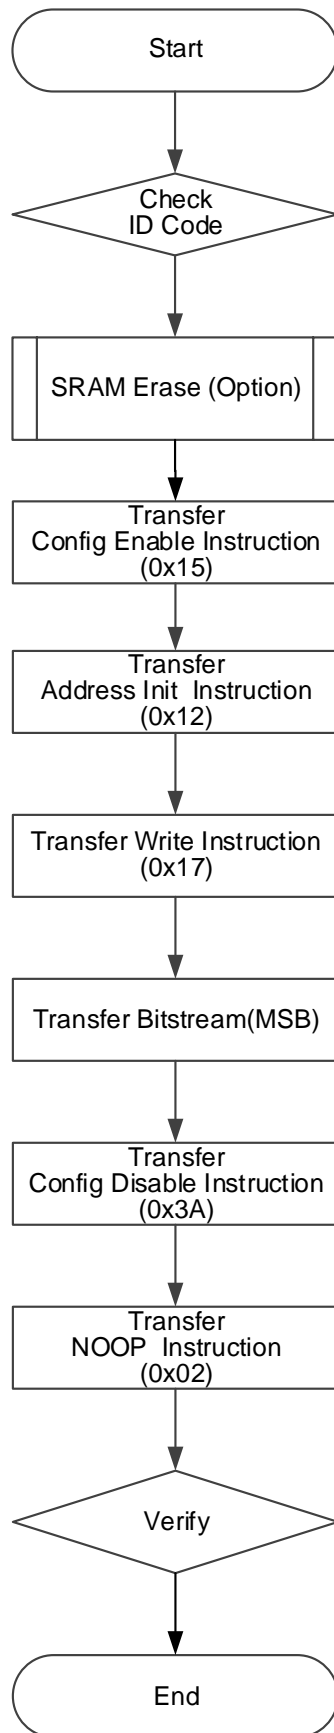 Start
Check
ID Code
SRAM Erase (Option)
Transfer
Config Enable Instruction
(0x15)
Transfer
Address Init  Instruction
(0x12)
Transfer Write Instruction
(0x17)
Transfer Bitstream(MSB)
Transfer
Config Disable Instruction
(0x3A)
Transfer
NOOP  Instruction
(0x02)
Verify
End